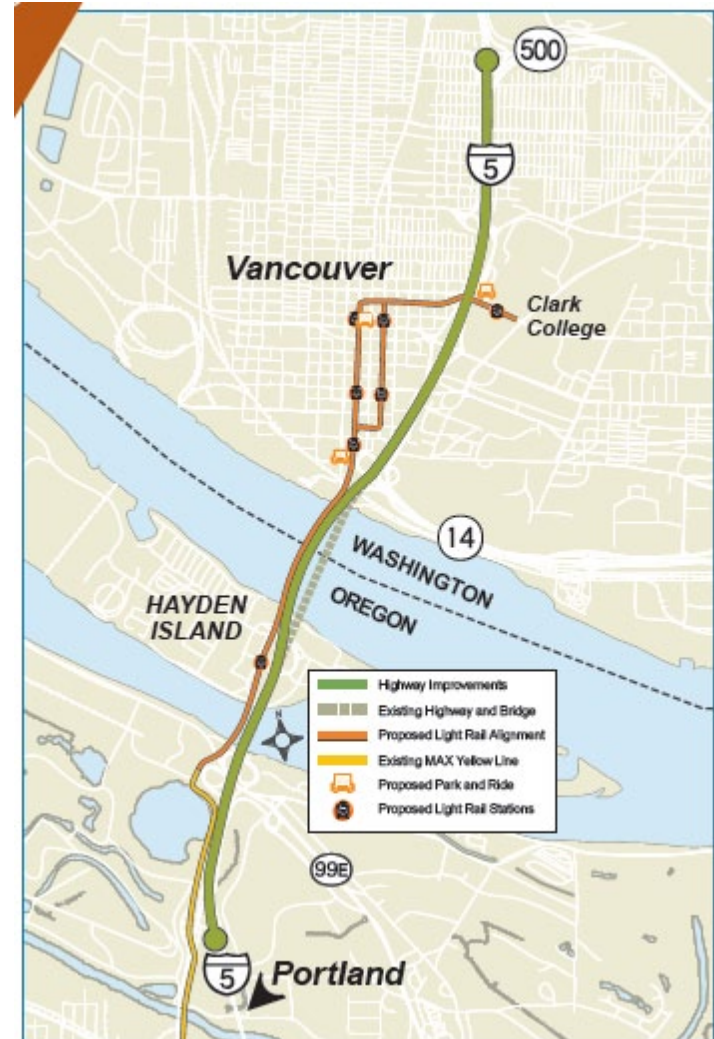 500
5
Vancouver
Clark
College
14
WASHINGTON
OREGON
HAYDEN
ISLAND
Highway Improvements
Existing Highway and Bridge
N
Proposed Light Rail Alignment
Existing MAX Yellow Line
Proposed Park and Ride
Proposed Light Rail Stations
99E
5
Portland